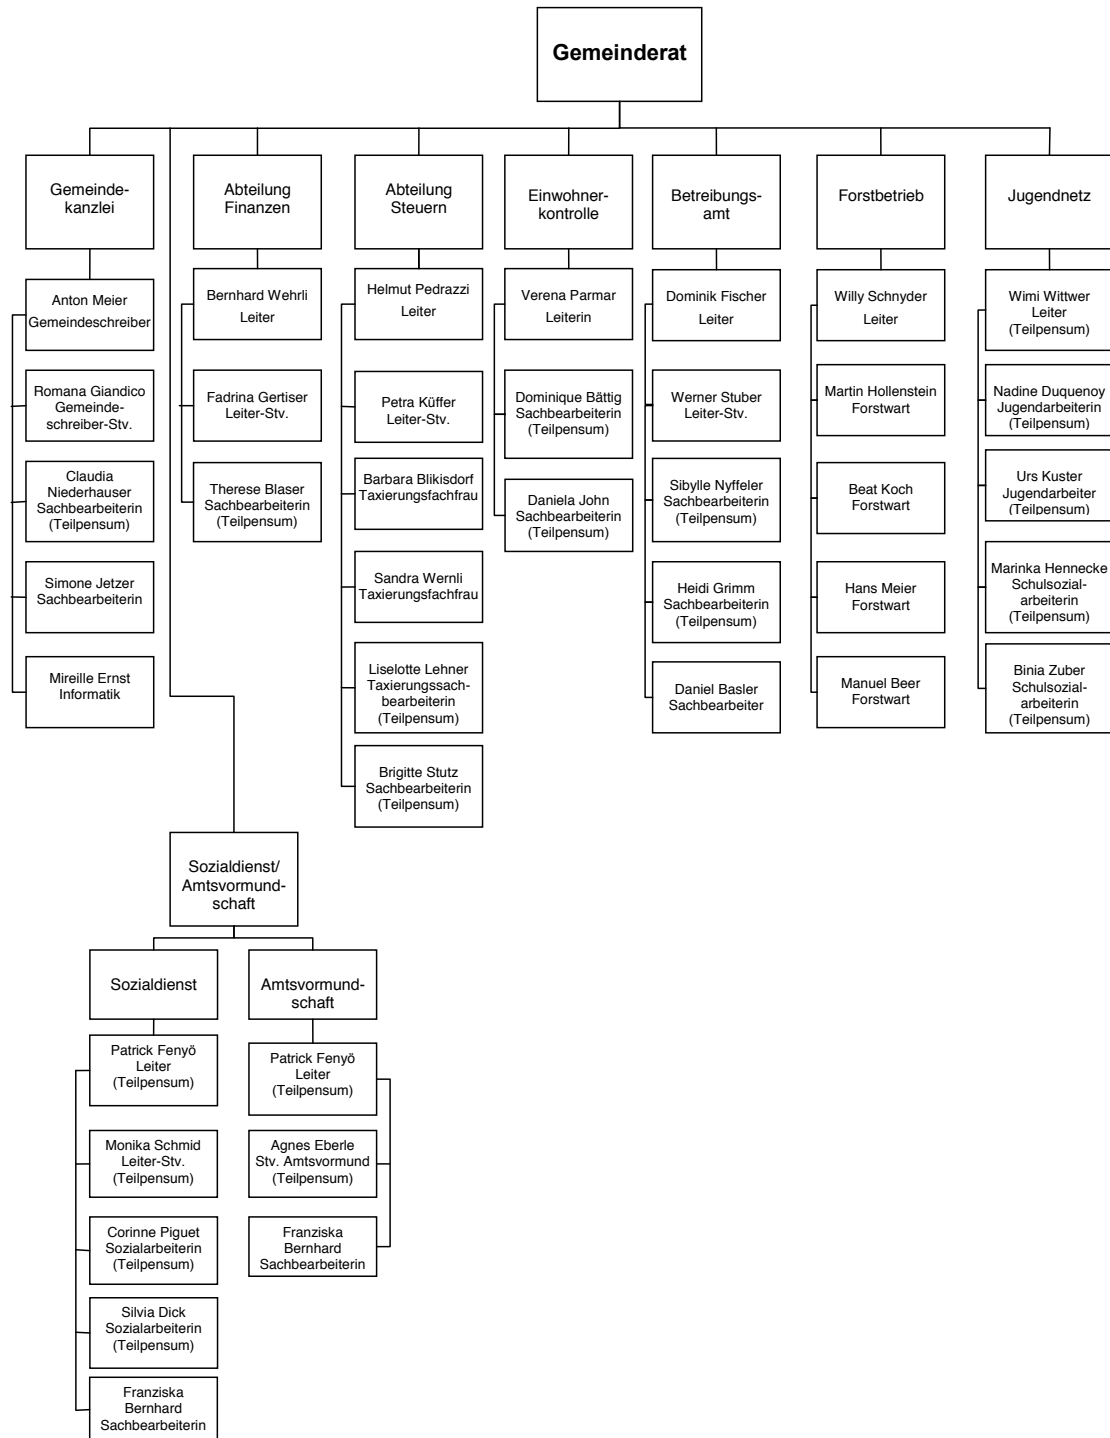 Gemeinderat
Gemeinde-
kanzlei
Anton Meier
Gemeindeschreiber
Romana Giandico
Gemeinde-
schreiber-Stv.
Claudia
Niederhauser
Sachbearbeiterin
(Teilpensum)
Simone Jetzer
Sachbearbeiterin
Mireille Ernst
Informatik
Abteilung
Finanzen
Bernhard Wehrli
Leiter
Fadrina Gertiser
Leiter-Stv.
Therese Blaser
Sachbearbeiterin
(Teilpensum)
Abteilung
Steuern
Helmut Pedrazzi
Leiter
Petra Küffer
Leiter-Stv.
Barbara Blikisdorf
Taxierungsfachfrau
Sandra Wernli
Taxierungsfachfrau
Liselotte Lehner
Taxierungssach-
bearbeiterin
(Teilpensum)
Brigitte Stutz
Sachbearbeiterin
(Teilpensum)
Einwohner-
kontrolle
Verena Parmar
Leiterin
Dominique Bättig
Sachbearbeiterin
(Teilpensum)
Daniela John
Sachbearbeiterin
(Teilpensum)
Betreibungs-
amt
Dominik Fischer
Leiter
Werner Stuber
Leiter-Stv.
Sibylle Nyffeler
Sachbearbeiterin
(Teilpensum)
Heidi Grimm
Sachbearbeiterin
(Teilpensum)
Daniel Basler
Sachbearbeiter
Forstbetrieb
Willy Schnyder
Leiter
Martin Hollenstein
Forstwart
Beat Koch
Forstwart
Hans Meier
Forstwart
Manuel Beer
Forstwart
Jugendnetz
Wimi Wittwer
Leiter
(Teilpensum)
Nadine Duquenoy
Jugendarbeiterin
(Teilpensum)
Urs Kuster
Jugendarbeiter
(Teilpensum)
Marinka Hennecke
Schulsozial-
arbeiterin
(Teilpensum)
Binia Zuber
Schulsozial-
arbeiterin
(Teilpensum)
Sozialdienst/
Amtsvormund-
schaft
Sozialdienst
Patrick Fenyö
Leiter
(Teilpensum)
Monika Schmid
Leiter-Stv.
(Teilpensum)
Corinne Piguet
Sozialarbeiterin
(Teilpensum)
Silvia Dick
Sozialarbeiterin
(Teilpensum)
Franziska
Bernhard
Sachbearbeiterin
Amtsvormund-
schaft
Patrick Fenyö
Leiter
(Teilpensum)
Agnes Eberle
Stv. Amtsvormund
(Teilpensum)
Franziska
Bernhard
Sachbearbeiterin